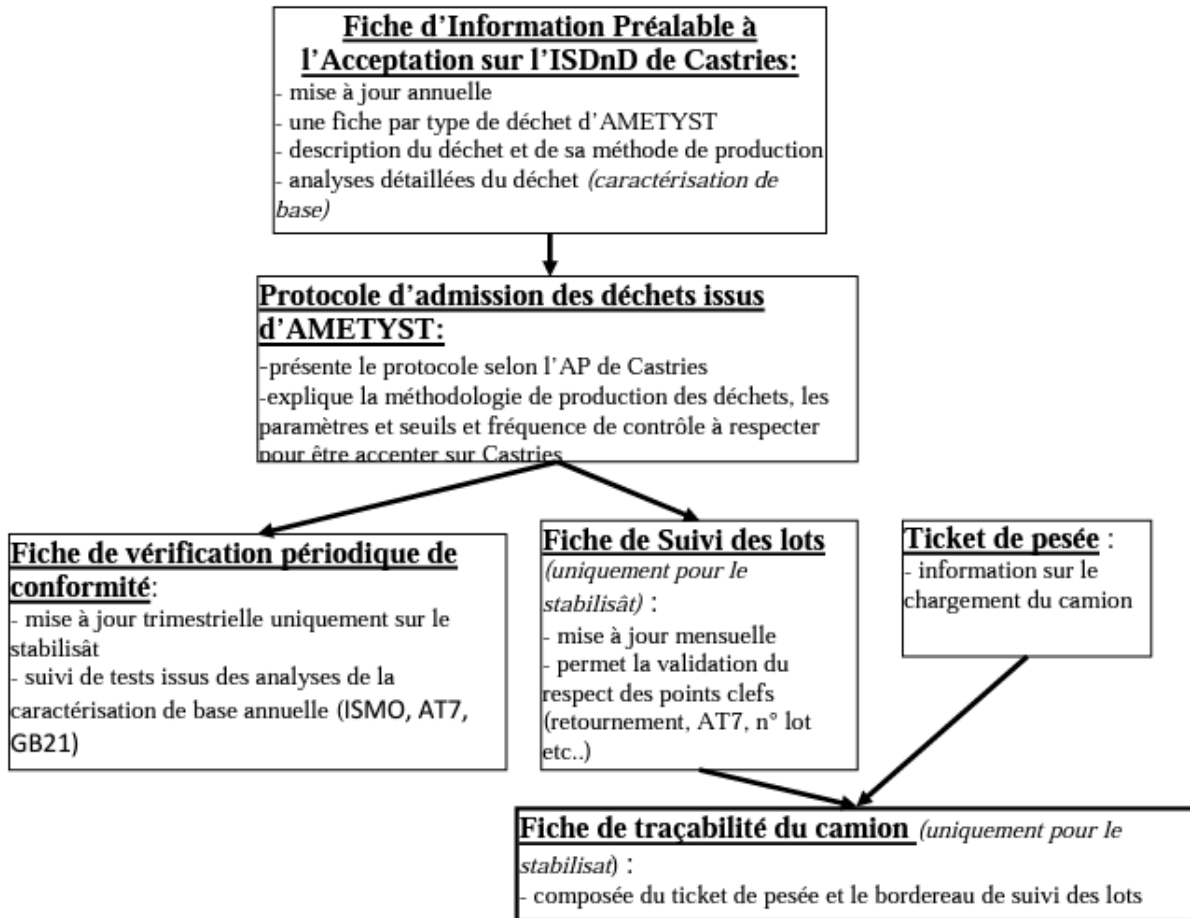 Fiche d’Information Préalable à
l’Acceptation sur l’ISDnD de Castries:
- mise à jour annuelle
- une fiche par type de déchet d’AMETYST
- description du déchet et de sa méthode de production
- analyses détaillées du déchet (caractérisation de
base)
Protocole d’admission des déchets issus
d’AMETYST:
-présente le protocole selon l’AP de Castries
-explique la méthodologie de production des déchets, les
paramètres et seuils et fréquence de contrôle à respecter
pour être accepter sur Castries
Fiche de vérification périodique de
conformité:
- mise à jour trimestrielle uniquement sur le
stabilisât
- suivi de tests issus des analyses de la
caractérisation de base annuelle (ISMO, AT7,
GB21)
Fiche de Suivi des lots
(uniquement pour le
stabilisât) :
- mise à jour mensuelle
- permet la validation du
respect des points clefs
(retournement, AT7, n° lot
etc..)
Ticket de pesée :
- information sur le
chargement du camion
Fiche de traçabilité du camion (uniquement pour le
stabilisat) :
- composée du ticket de pesée et le bordereau de suivi des lots